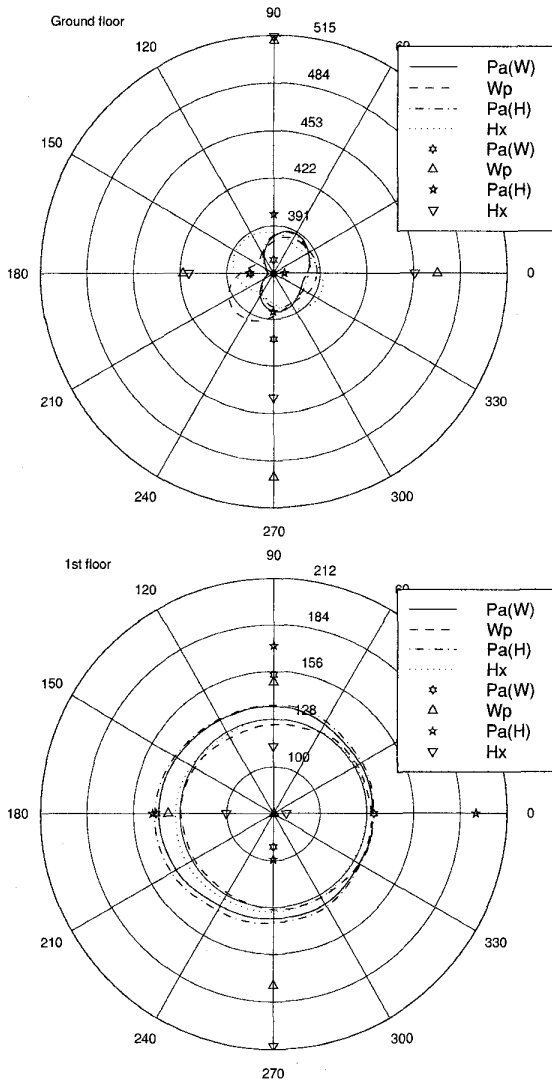 Ground floor
90
515
60
120
484
453
422
391
150
180
0
210
330
240
300
270
Pa(W)
Wp
Pa(H)
Hx
Pa(W)
Wp
Pa(H)
Hx
1st floor
90
212
60
120
184
156
128
100
150
180
0
210
330
240
300
270
Pa(W)
Wp
Pa(H)
Hx
Pa(W)
Wp
Pa(H)
Hx